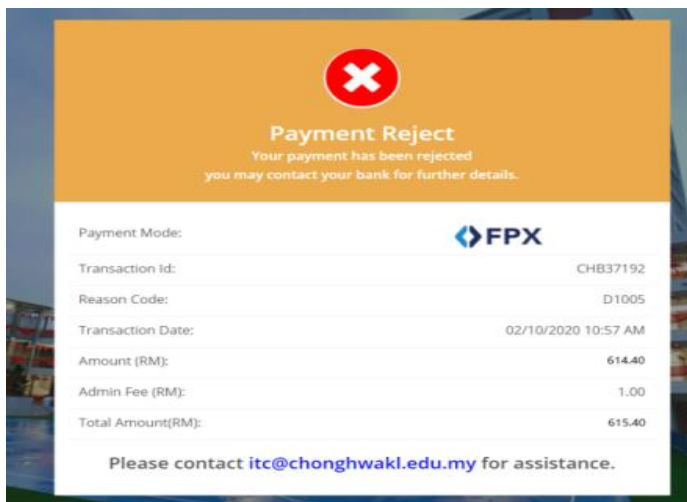 Payment Reject
Your payment has been rejected
you may contact your bank for further details.
Payment Mode: FPX
Transaction Id: CHB37192
Reason Code: D1005
Transaction Date: 02/10/2020 10:57 AM
Amount (RM): 614.40
Admin Fee (RM): 1.00
Total Amount(RM): 615.40
Please contact itc@chonghwakl.edu.my for assistance.